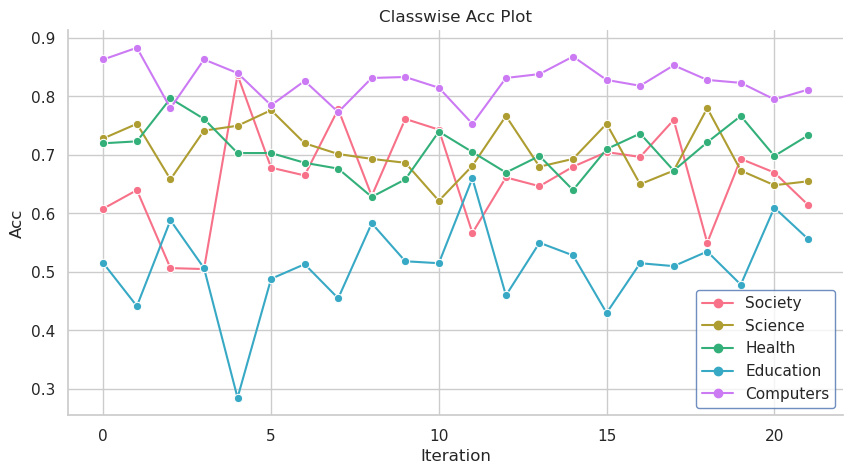 Classwise Acc Plot
0.9
0.8
0.7
0.6
0.5
0.4
0.3
Acc
0 5 10 15 20
Iteration
Society
Science
Health
Education
Computers